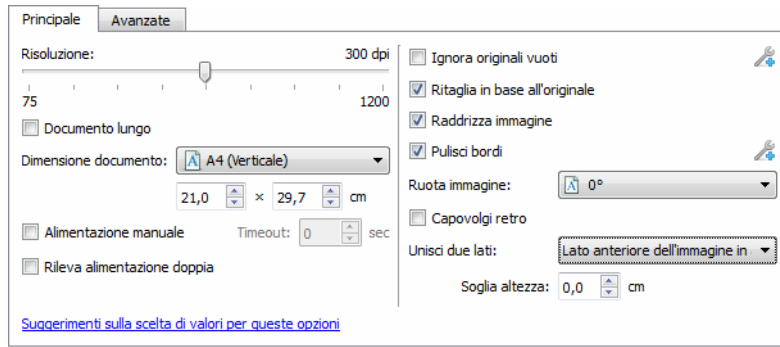 Principale
Avanzate
Risoluzione:
300 dpi
75
1200
Documento lungo
Dimensione documento:
A4 (Verticale)
21,0 × 29,7 cm
Alimentazione manuale
Timeout: 0 sec
Rileva alimentazione doppia
Suggerimenti sulla scelta di valori per queste opzioni
Ignora originali vuoti
Ritaglia in base all'originale
Raddrizza immagine
Pulisci bordi
Ruota immagine:
0°
Capovolgi retro
Unisci due lati:
Lato anteriore dell'immagine in
Soglia altezza: 0,0 cm